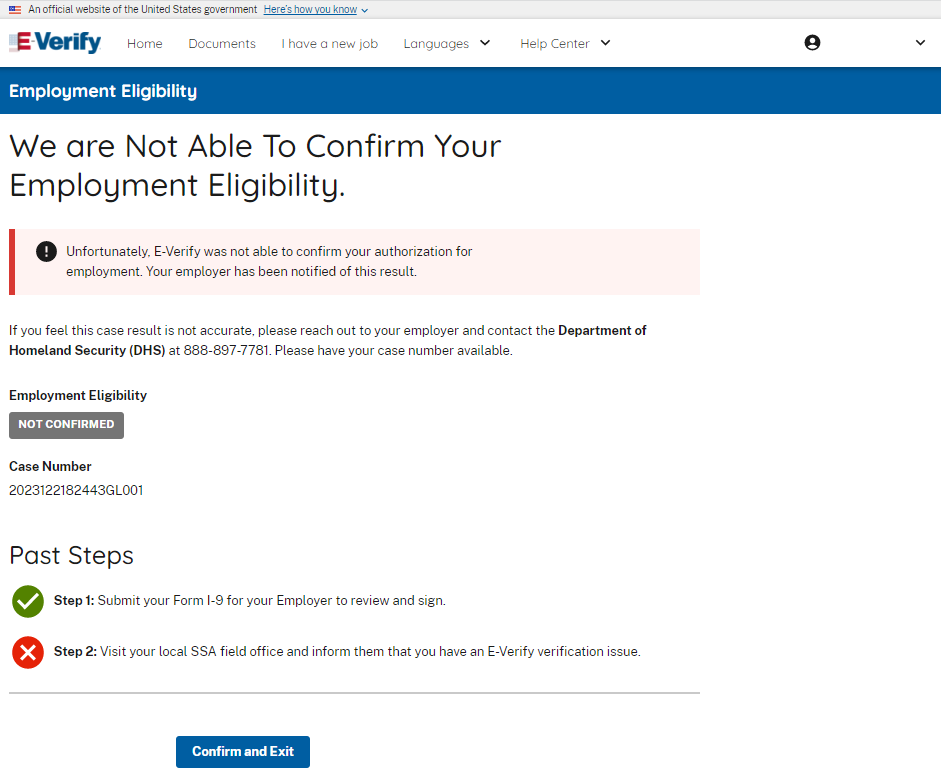 An official website of the United States government Here's how you know
E-Verify Home Documents I have a new job Languages Help Center
Employment Eligibility
We are Not Able To Confirm Your
Employment Eligibility.
Unfortunately, E-Verify was not able to confirm your authorization for
employment. Your employer has been notified of this result.
If you feel this case result is not accurate, please reach out to your employer and contact the Department of
Homeland Security (DHS) at 888-897-7781. Please have your case number available.
Employment Eligibility
NOT CONFIRMED
Case Number
2023122182443GL001
Past Steps
Step 1: Submit your Form I-9 for your Employer to review and sign.
Step 2: Visit your local SSA field office and inform them that you have an E-Verify verification issue.
Confirm and Exit